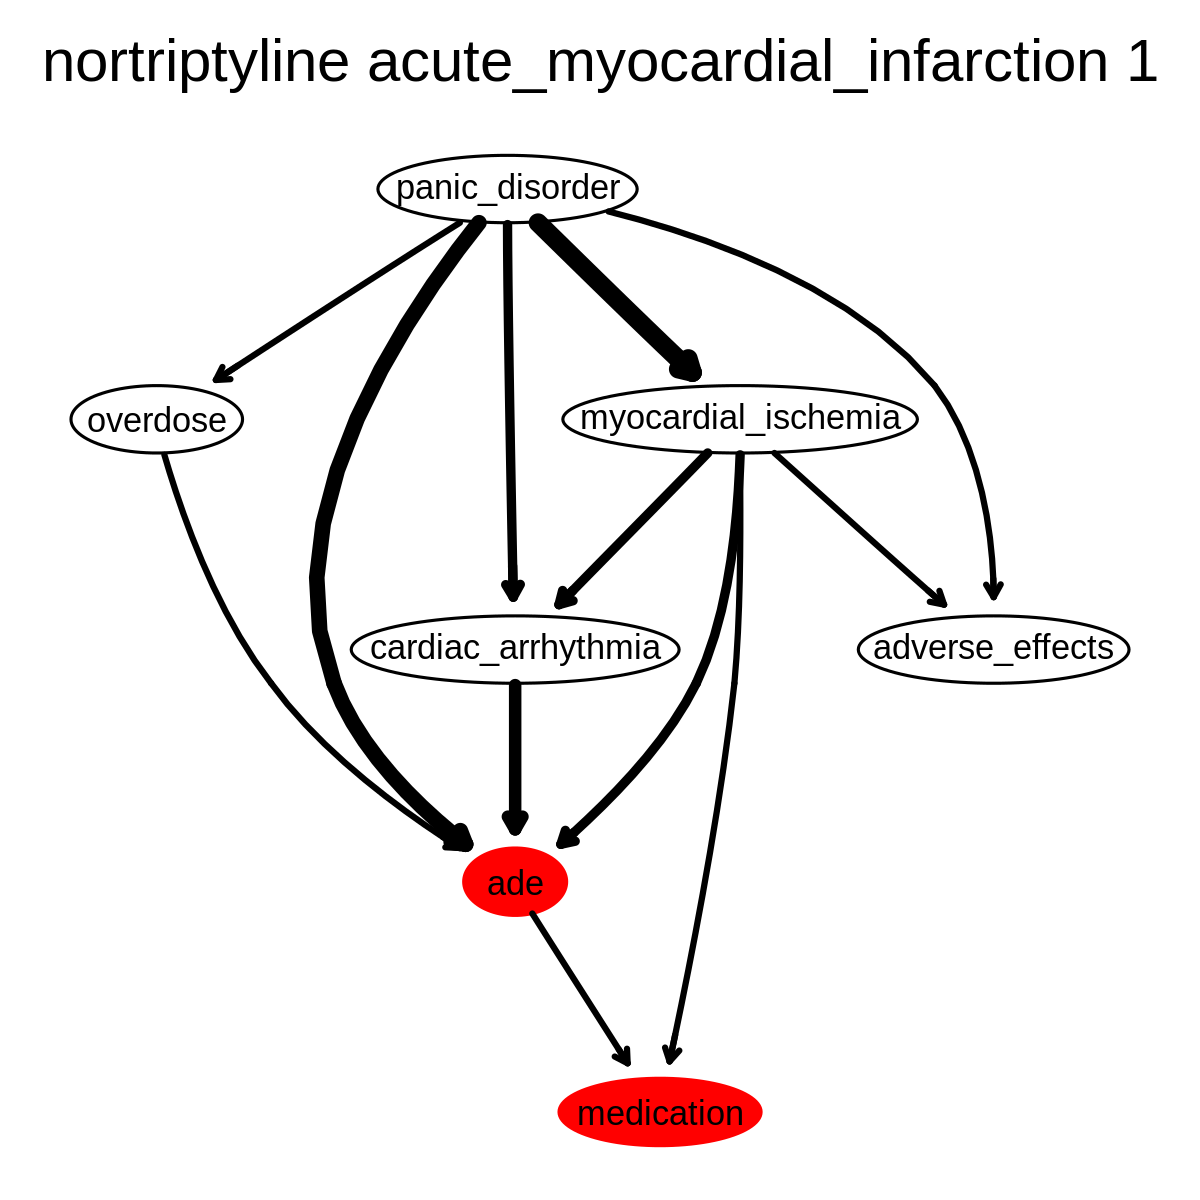 nortriptyline acute_myocardial_infarction 1
panic_disorder
overdose
myocardial_ischemia
cardiac_arrhythmia
adverse_effects
ade
medication